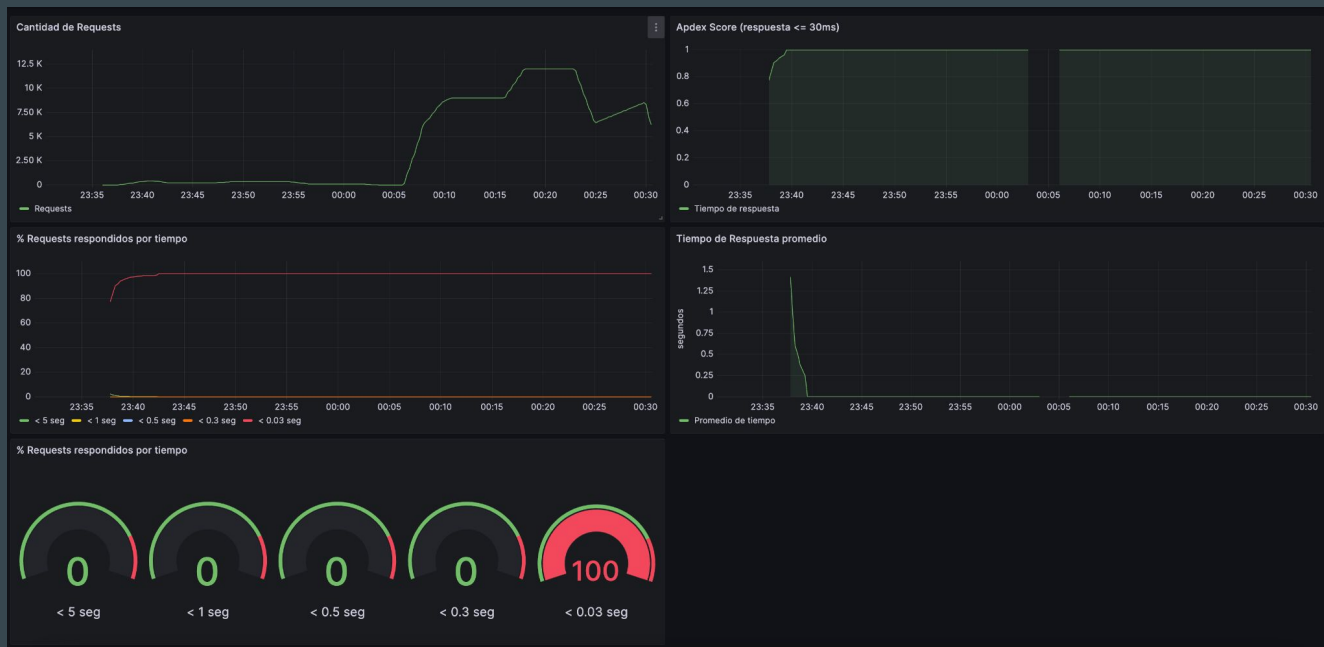 Cantidad de Requests
12.5 K
10 K
7.50 K
5 K
2.50 K
0
23:35 23:40 23:45 23:50 23:55 00:00 00:05 00:10 00:15 00:20 00:25 00:30
Requests
Apdex Score (respuesta <= 30ms)
1
0.8
0.6
0.4
0.2
0
23:35 23:40 23:45 23:50 23:55 00:00 00:05 00:10 00:15 00:20 00:25 00:30
Tiempo de respuesta
% Requests respondidos por tiempo
100
80
60
40
20
0
23:35 23:40 23:45 23:50 23:55 00:00 00:05 00:10 00:15 00:20 00:25 00:30
< 5 seg < 1 seg < 0.5 seg < 0.3 seg < 0.03 seg
Tiempo de Respuesta promedio
segundos
1.5
1.25
1
0.75
0.5
0.25
0
23:35 23:40 23:45 23:50 23:55 00:00 00:05 00:10 00:15 00:20 00:25 00:30
Promedio de tiempo
% Requests respondidos por tiempo
0 0 0 0 100
< 5 seg < 1 seg < 0.5 seg < 0.3 seg < 0.03 seg